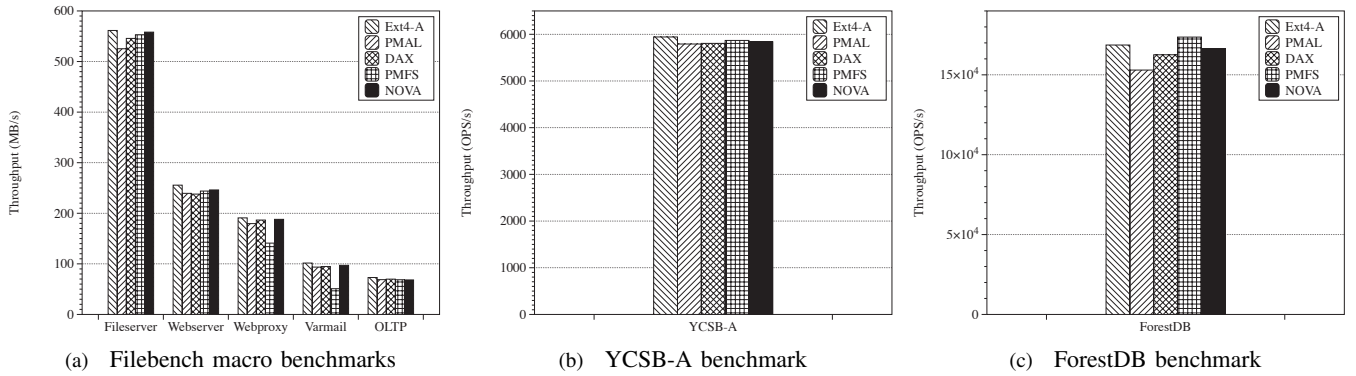 Throughput (MB/s)
600
500
400
300
200
100
0
Ext4-A
PMAL
DAX
PMFS
NOVA
Fileserver Webserver Webproxy Varmail OLTP
(a) Filebench macro benchmarks
Throughput (OPS/s)
6000
5000
4000
3000
2000
1000
0
Ext4-A
PMAL
DAX
PMFS
NOVA
YCSB-A
(b) YCSB-A benchmark
Throughput (OPS/s)
15×10⁴
10×10⁴
5×10⁴
0
Ext4-A
PMAL
DAX
PMFS
NOVA
ForestDB
(c) ForestDB benchmark